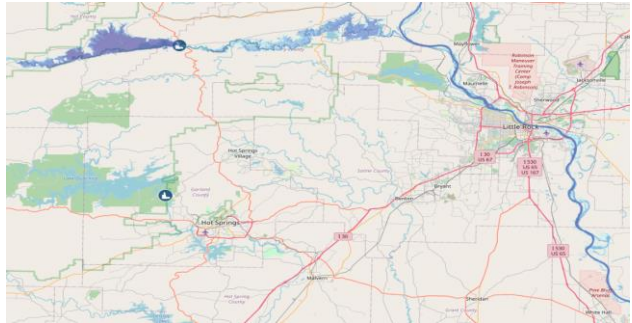 Mayflower
Robinson
Maneuver
Training
Center
(Camp
Joseph
T. Robinson)
Jacksonville
Maumelle
Sherwood
Little Rock
Hot Springs
Village
Saline County
I 30
US 67
I 530
US 65
US 167
Garland
County
Bryant
Benton
Hot Springs
I 30
I 530
US 65
Malvern
Hot Spring
County
Sheridan
Grant County
Pine Bluff
Arsenal
White Hall